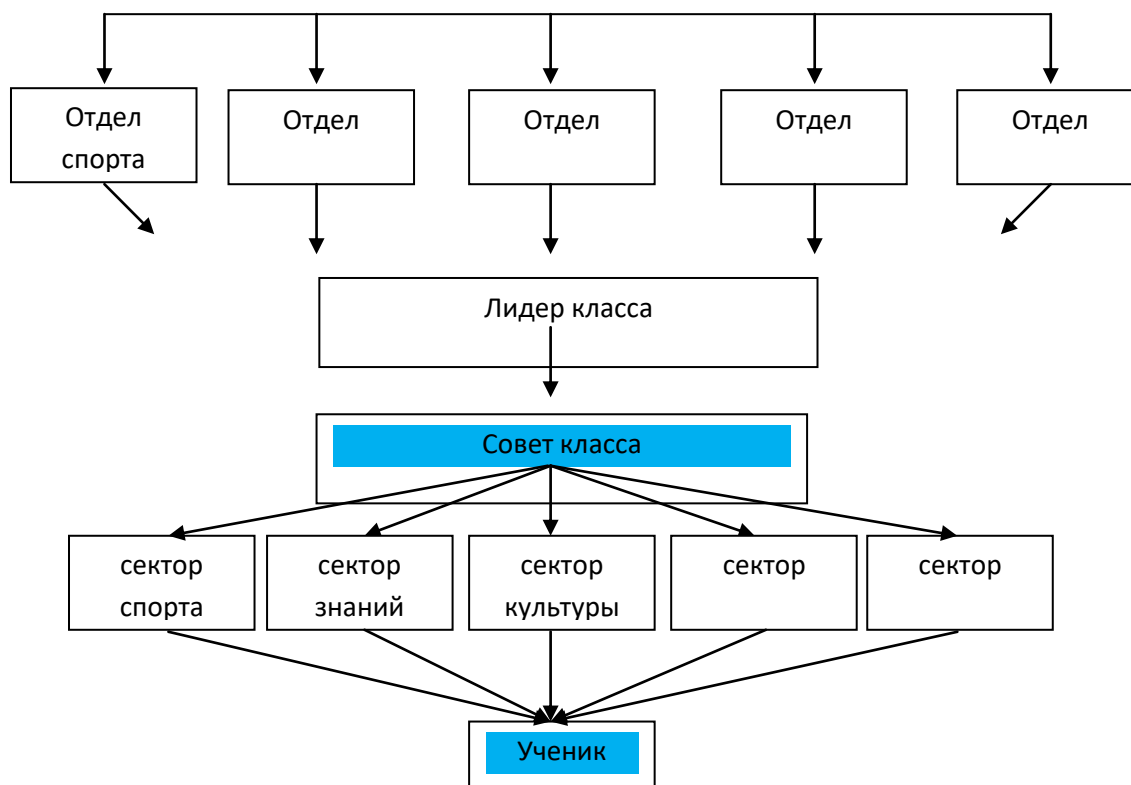 Отдел
спорта
Отдел
Отдел
Отдел
Отдел
Лидер класса
Совет класса
сектор
спорта
сектор
знаний
сектор
культуры
сектор
сектор
Ученик